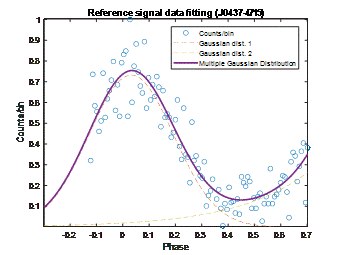 Reference signal data fitting (J0437-4715)
Counts/bin
Gaussian dist. 1
Gaussian dist. 2
Multiple Gaussian Distribution
Counts/bin
1
0.9
0.8
0.7
0.6
0.5
0.4
0.3
0.2
0.1
-0.2 -0.1 0 0.1 0.2 0.3 0.4 0.5 0.6 0.7
Phase